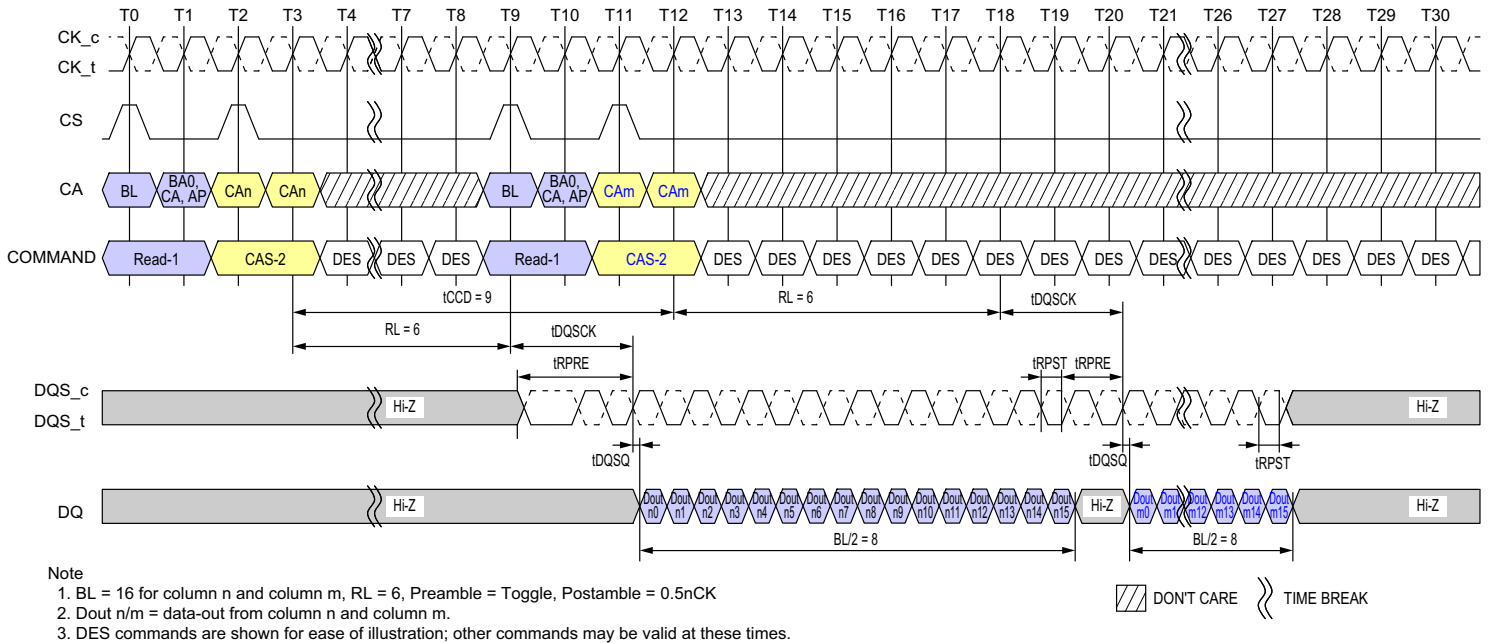 T0 T1 T2 T3 T4 T7 T8 T9 T10 T11 T12 T13 T14 T15 T16 T17 T18 T19 T20 T21 T26 T27 T28 T29 T30
CK_c
CK_t
CS
CA BL BA0, CA, AP CAn CAn BL BA0, CA, AP CAm CAm
COMMAND Read-1 CAS-2 DES DES DES Read-1 CAS-2 DES DES DES DES DES DES DES DES DES DES DES DES DES DES
tCCD = 9 RL = 6 tDQSCK
RL = 6 tDQSCK
tRPRE tRPST tRPRE
DQS_c
DQS_t
Hi-Z Hi-Z
tDQSQ tDQSQ tRPST
DQ Hi-Z Dout n0 Dout n1 Dout n2 Dout n3 Dout n4 Dout n5 Dout n6 Dout n7 Dout n8 Dout n9 Dout n10 Dout n11 Dout n12 Dout n13 Dout n14 Dout n15 Hi-Z Dout m0 Dout m1 Dout m12 Dout m13 Dout m14 Dout m15 Hi-Z
BL/2 = 8 BL/2 = 8
Note
1. BL = 16 for column n and column m, RL = 6, Preamble = Toggle, Postamble = 0.5nCK
2. Dout n/m = data-out from column n and column m.
3. DES commands are shown for ease of illustration; other commands may be valid at these times.
DON'T CARE TIME BREAK